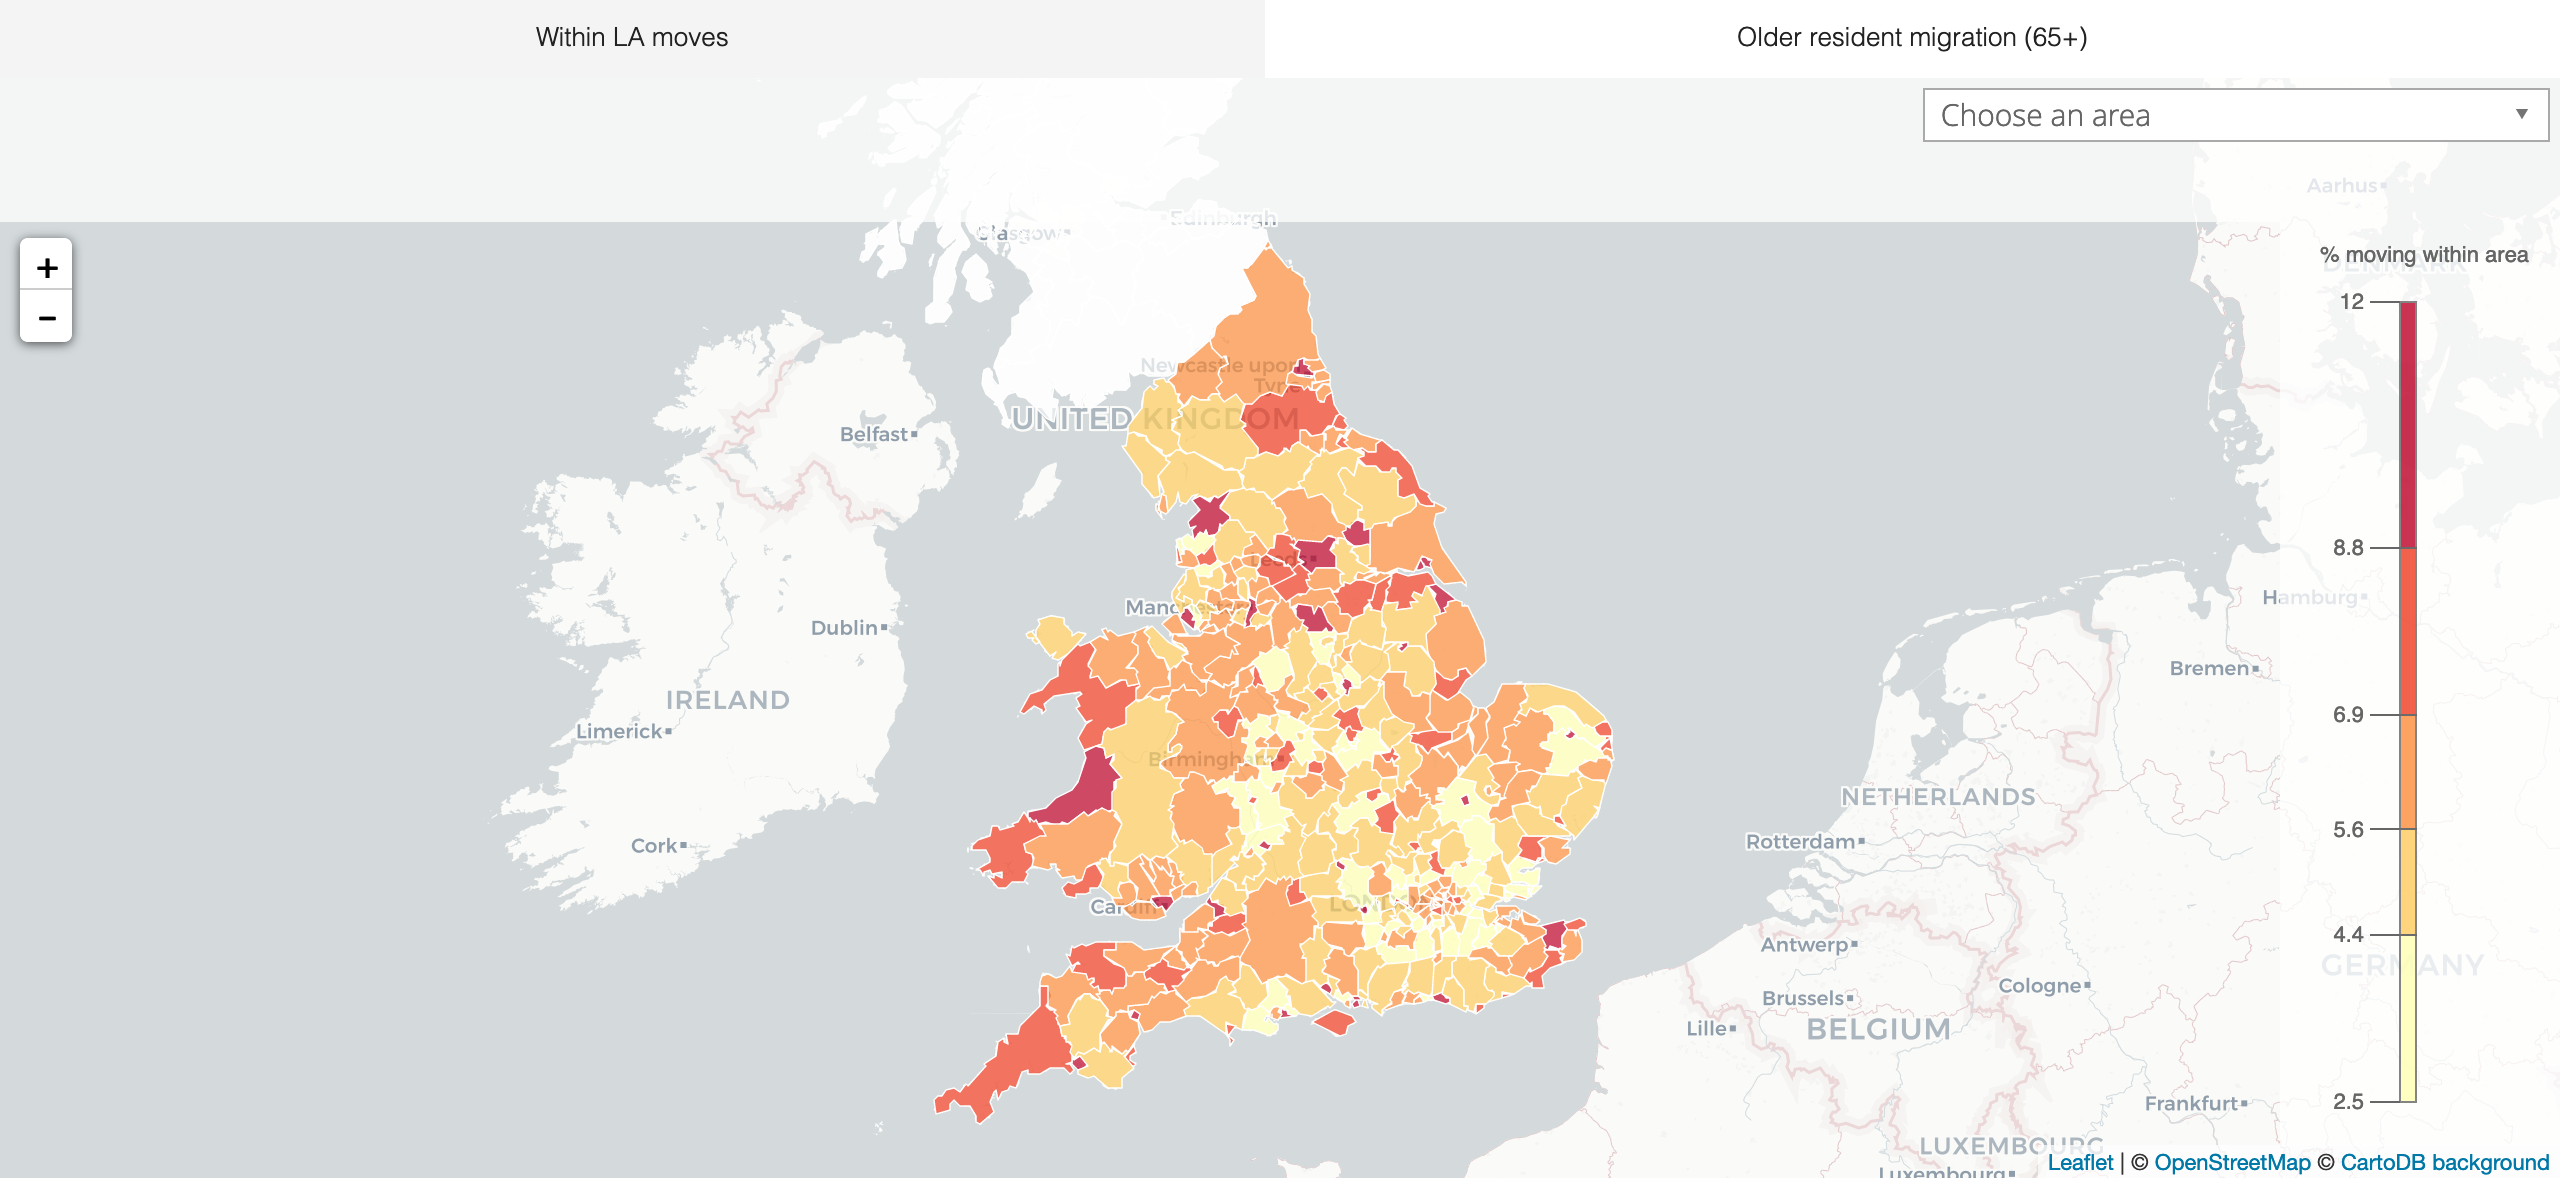 Within LA moves
Older resident migration (65+)
Choose an area
Aarhus
Edinburgh
Glasgow
+
−
% moving within area
DENMARK
12
Newcastle upon
Tyne
UNITED KINGDOM
Belfast
8.8
Leeds
Hamburg
Manchester
Dublin
Bremen
IRELAND
6.9
Limerick
Birmingham
NETHERLANDS
5.6
Rotterdam
Cork
Cardiff
LONDON
4.4
Antwerp
GERMANY
Cologne
Brussels
Lille
BELGIUM
2.5
Frankfurt
LUXEMBOURG
Leaflet | © OpenStreetMap © CartoDB background
Luxembourg